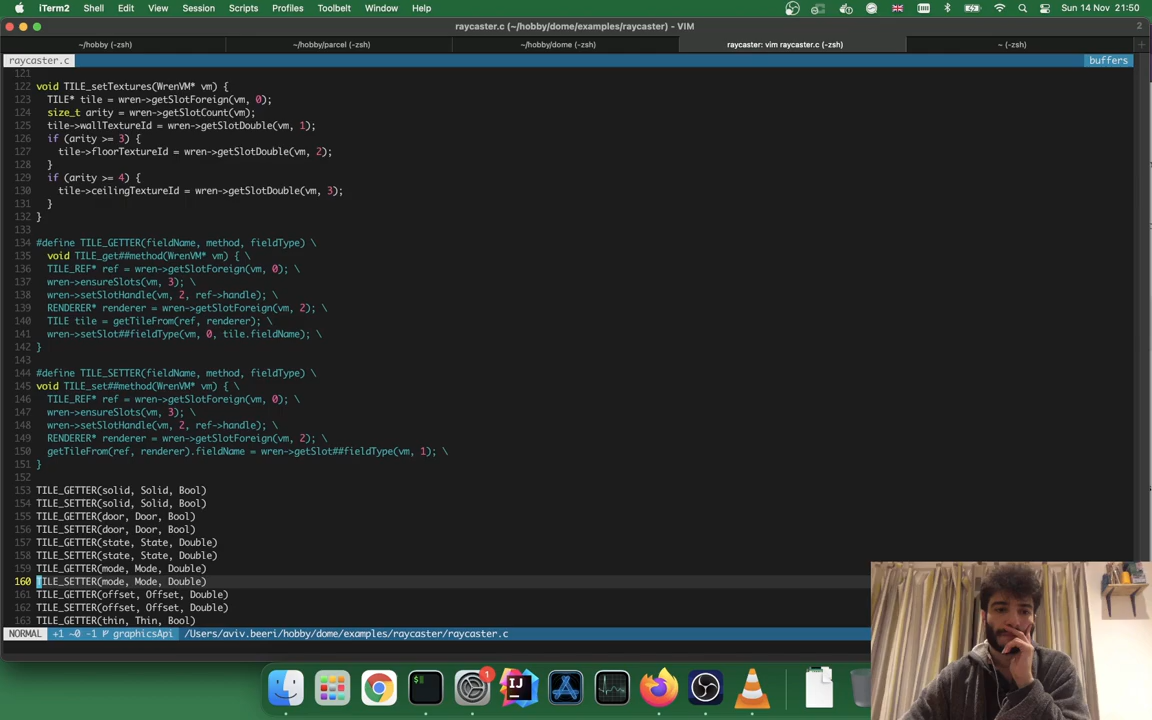 iTerm2 Shell Edit View Session Scripts Profiles Toolbelt Window Help Sun 14 Nov 21:50
raycaster.c (~/hobby/dome/examples/raycaster) - VIM 2
~/hobby (-zsh) ~/hobby/parcel (-zsh) ~/hobby/dome (-zsh) raycaster: vim raycaster.c (-zsh) ~ (-zsh)
raycaster.c buffers
121
122 void TILE_setTextures(WrenVM* vm) {
123   TILE* tile = wren->getSlotForeign(vm, 0);
124   size_t arity = wren->getSlotCount(vm);
125   tile->wallTextureId = wren->getSlotDouble(vm, 1);
126   if (arity >= 3) {
127     tile->floorTextureId = wren->getSlotDouble(vm, 2);
128   }
129   if (arity >= 4) {
130     tile->ceilingTextureId = wren->getSlotDouble(vm, 3);
131   }
132 }
133
134 #define TILE_GETTER(fieldName, method, fieldType) \
135   void TILE_get##method(WrenVM* vm) { \
136   TILE_REF* ref = wren->getSlotForeign(vm, 0); \
137   wren->ensureSlots(vm, 3); \
138   wren->setSlotHandle(vm, 2, ref->handle); \
139   RENDERER* renderer = wren->getSlotForeign(vm, 2); \
140   TILE tile = getTileFrom(ref, renderer); \
141   wren->setSlot##fieldType(vm, 0, tile.fieldName); \
142 }
143
144 #define TILE_SETTER(fieldName, method, fieldType) \
145 void TILE_set##method(WrenVM* vm) { \
146   TILE_REF* ref = wren->getSlotForeign(vm, 0); \
147   wren->ensureSlots(vm, 3); \
148   wren->setSlotHandle(vm, 2, ref->handle); \
149   RENDERER* renderer = wren->getSlotForeign(vm, 2); \
150   getTileFrom(ref, renderer).fieldName = wren->getSlot##fieldType(vm, 1); \
151 }
152
153 TILE_GETTER(solid, Solid, Bool)
154 TILE_SETTER(solid, Solid, Bool)
155 TILE_GETTER(door, Door, Bool)
156 TILE_SETTER(door, Door, Bool)
157 TILE_GETTER(state, State, Double)
158 TILE_SETTER(state, State, Double)
159 TILE_GETTER(mode, Mode, Double)
160 TILE_SETTER(mode, Mode, Double)
161 TILE_GETTER(offset, Offset, Double)
162 TILE_SETTER(offset, Offset, Double)
163 TILE_GETTER(thin, Thin, Bool)
NORMAL +1 ~0 -1 graphicsApi /Users/aviv.beeri/hobby/dome/examples/raycaster/raycaster.c
$
1
IJ